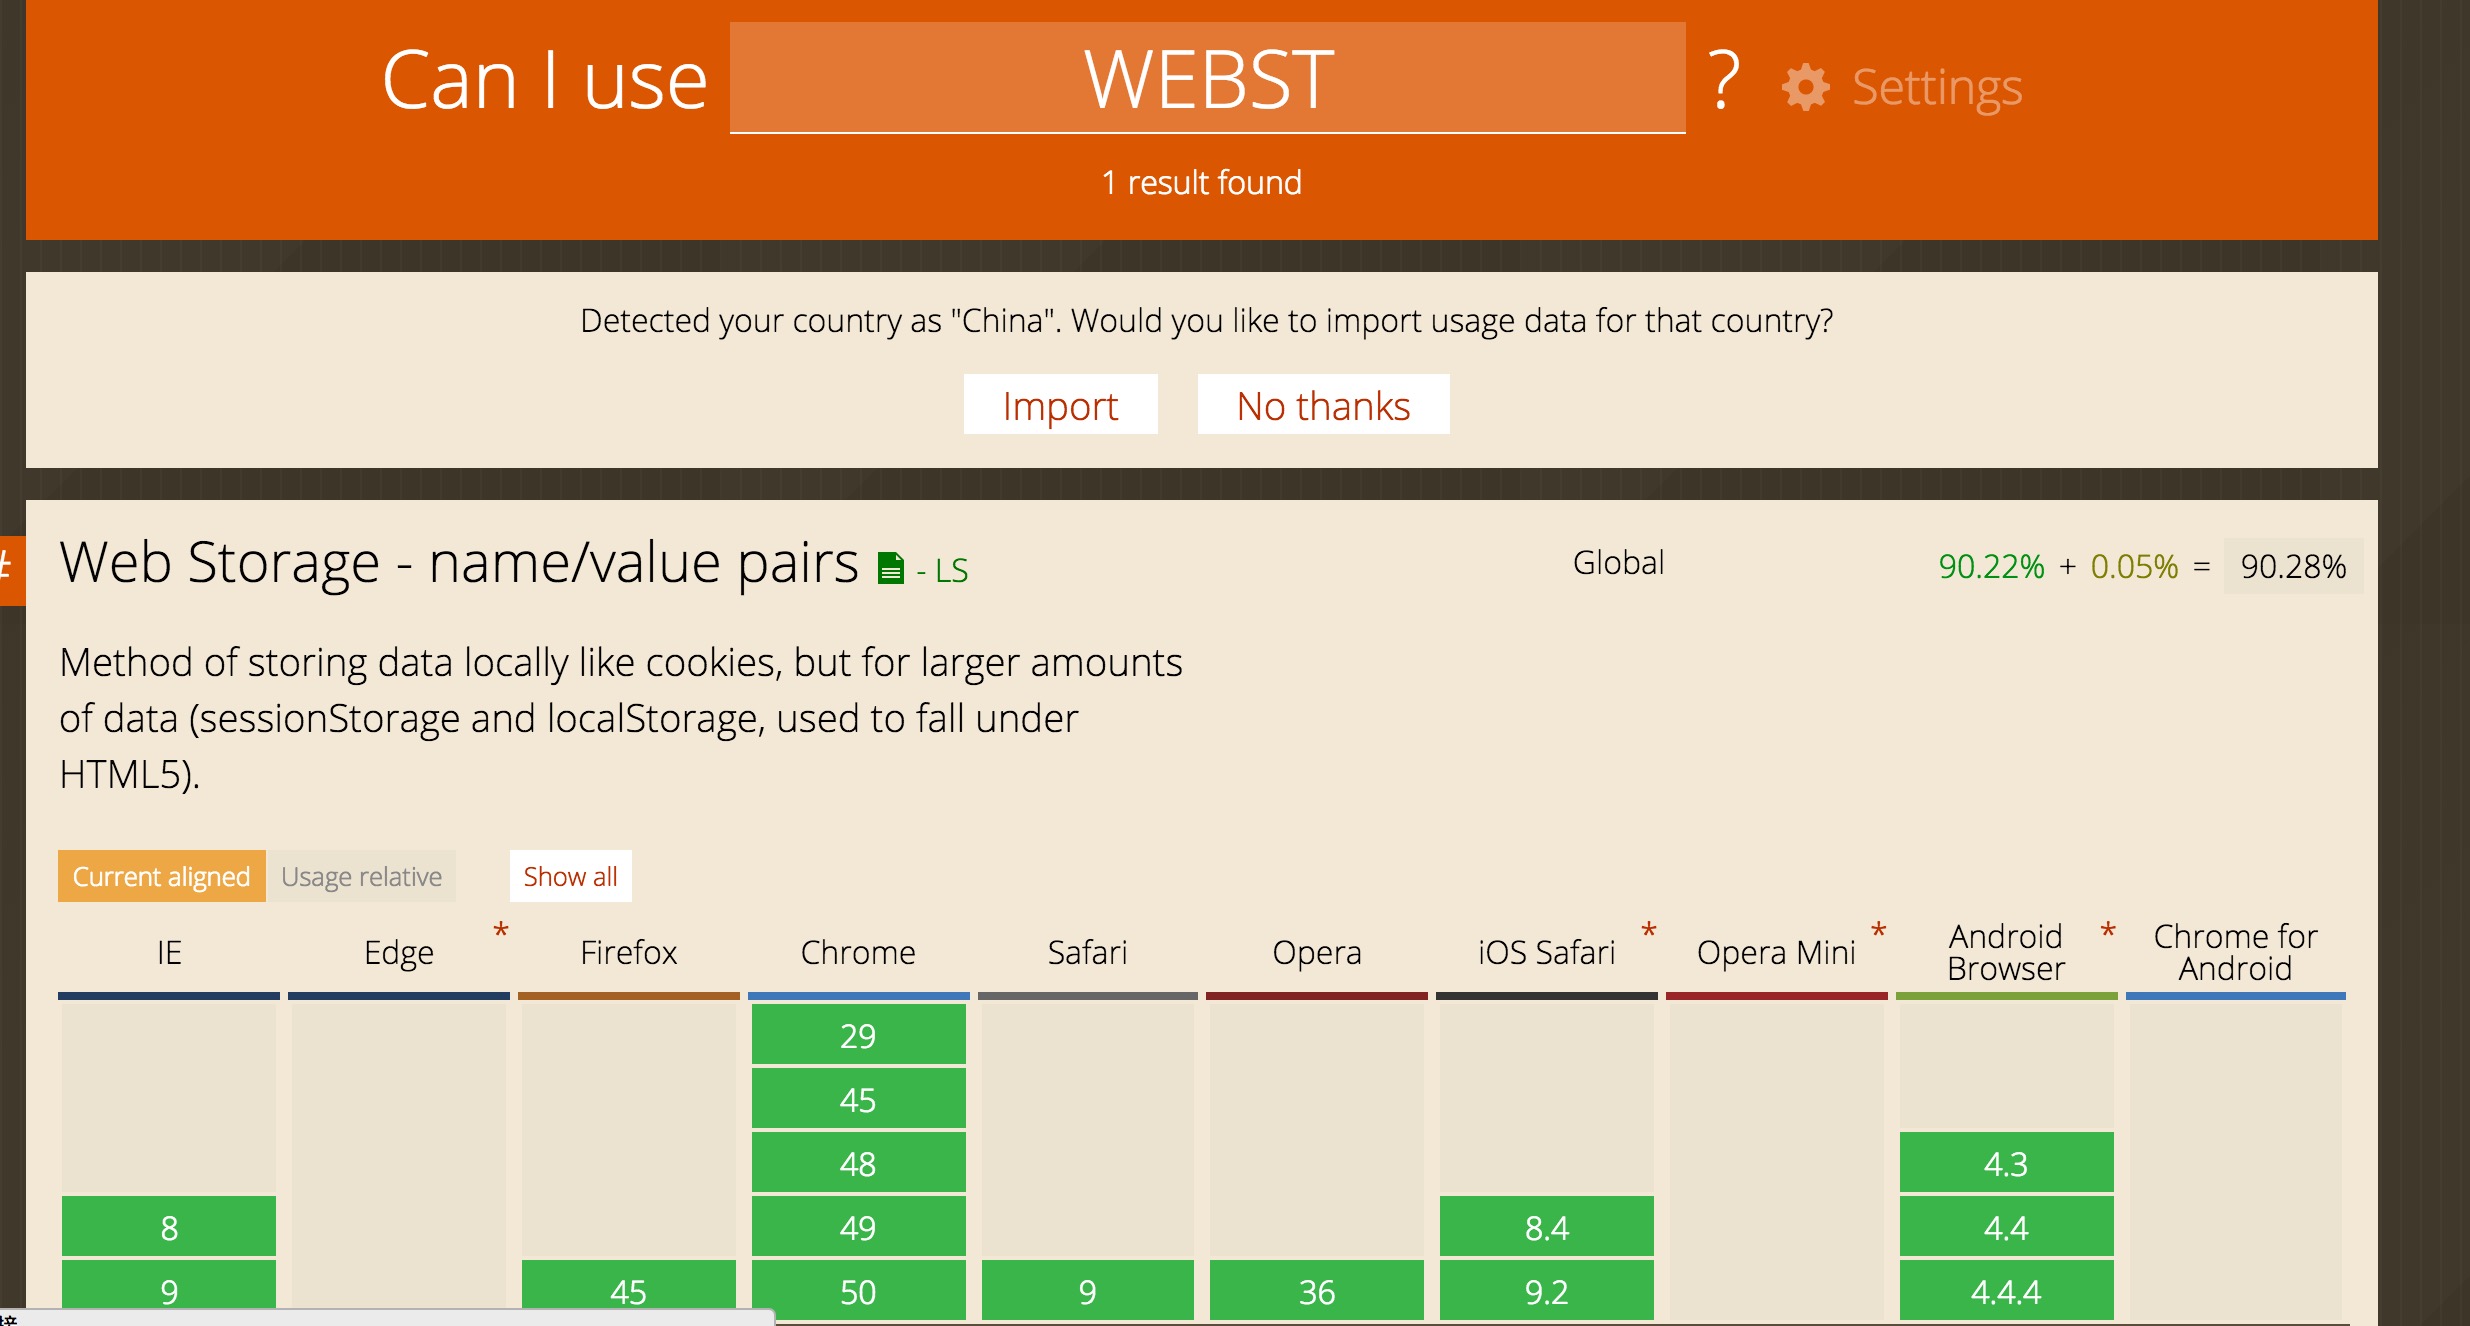 Can I use WEBST ? Settings
1 result found
Detected your country as "China". Would you like to import usage data for that country?
Import No thanks
#
Web Storage - name/value pairs - LS Global 90.22% + 0.05% = 90.28%
Method of storing data locally like cookies, but for larger amounts
of data (sessionStorage and localStorage, used to fall under
HTML5).
Current aligned Usage relative Show all
IE Edge * Firefox Chrome Safari Opera iOS Safari * Opera Mini * Android Browser * Chrome for Android
29
45
48 4.3
8 49 8.4 4.4
9 45 50 9 36 9.2 4.4.4